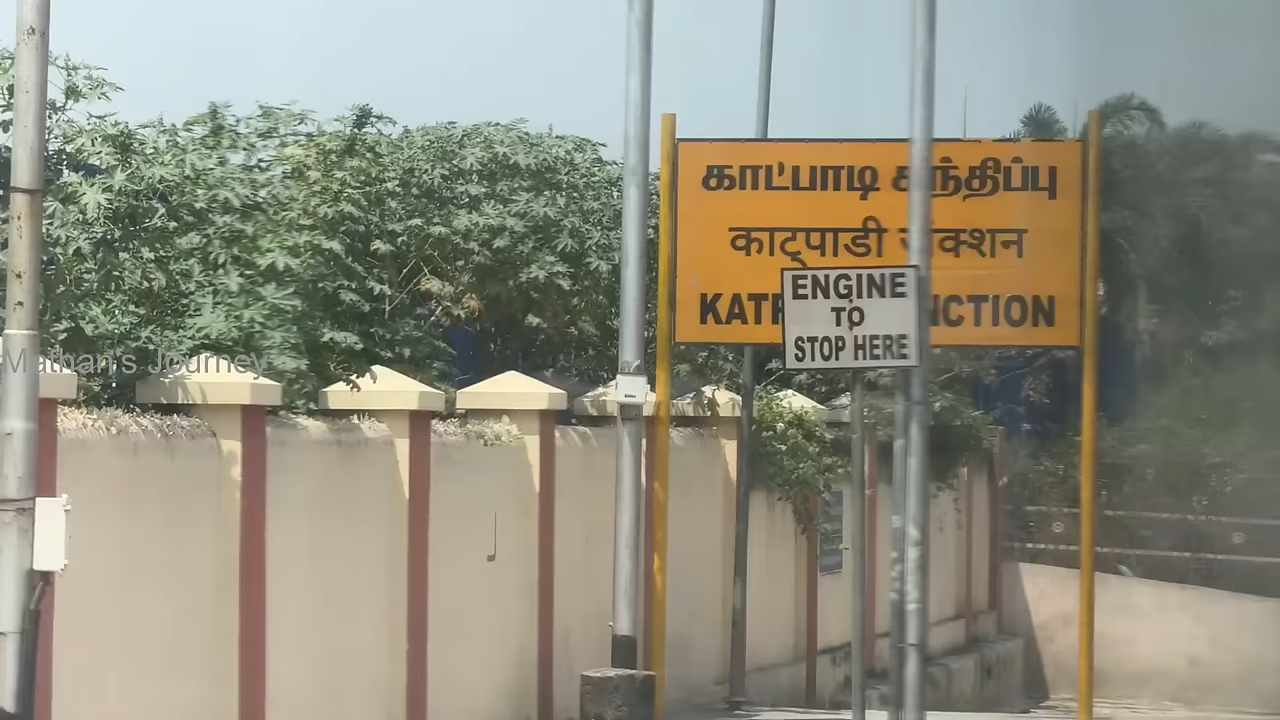 காட்பாடி சந்திப்பு
காट्பாडी
ENGINE
TO
STOP HERE
Mathan's Journey